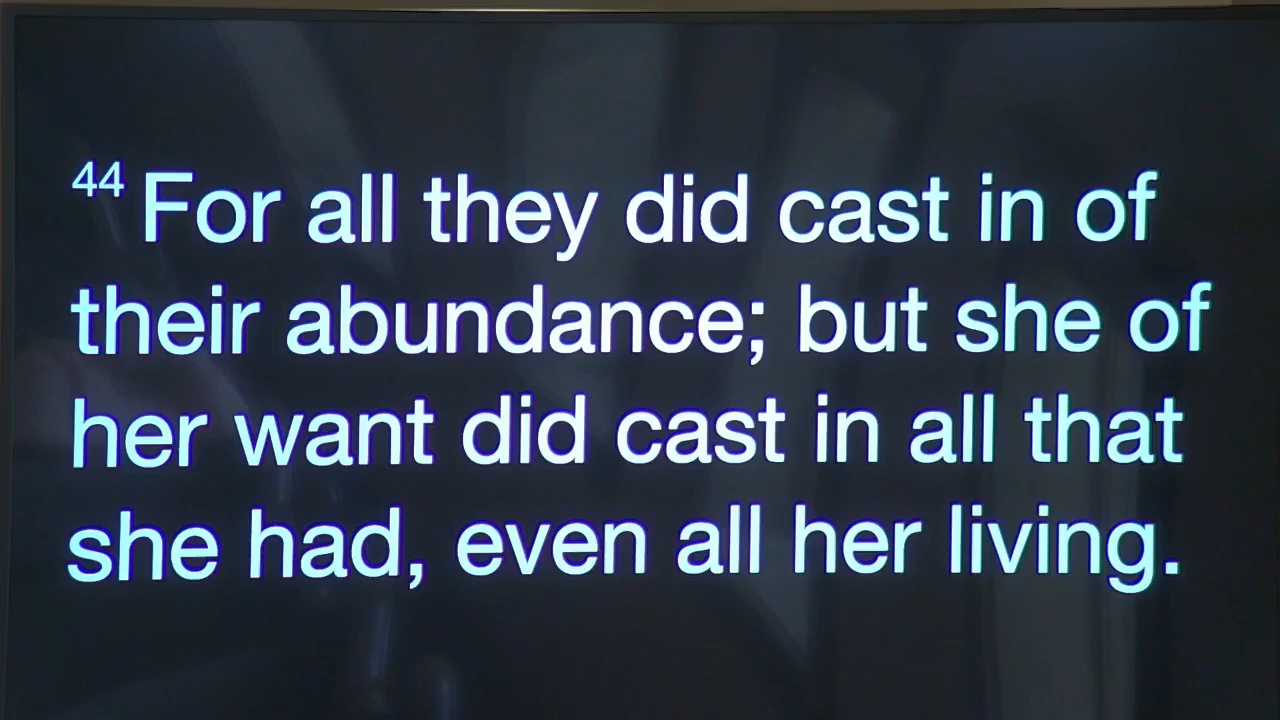 44 For all they did cast in of
their abundance; but she of
her want did cast in all that
she had, even all her living.